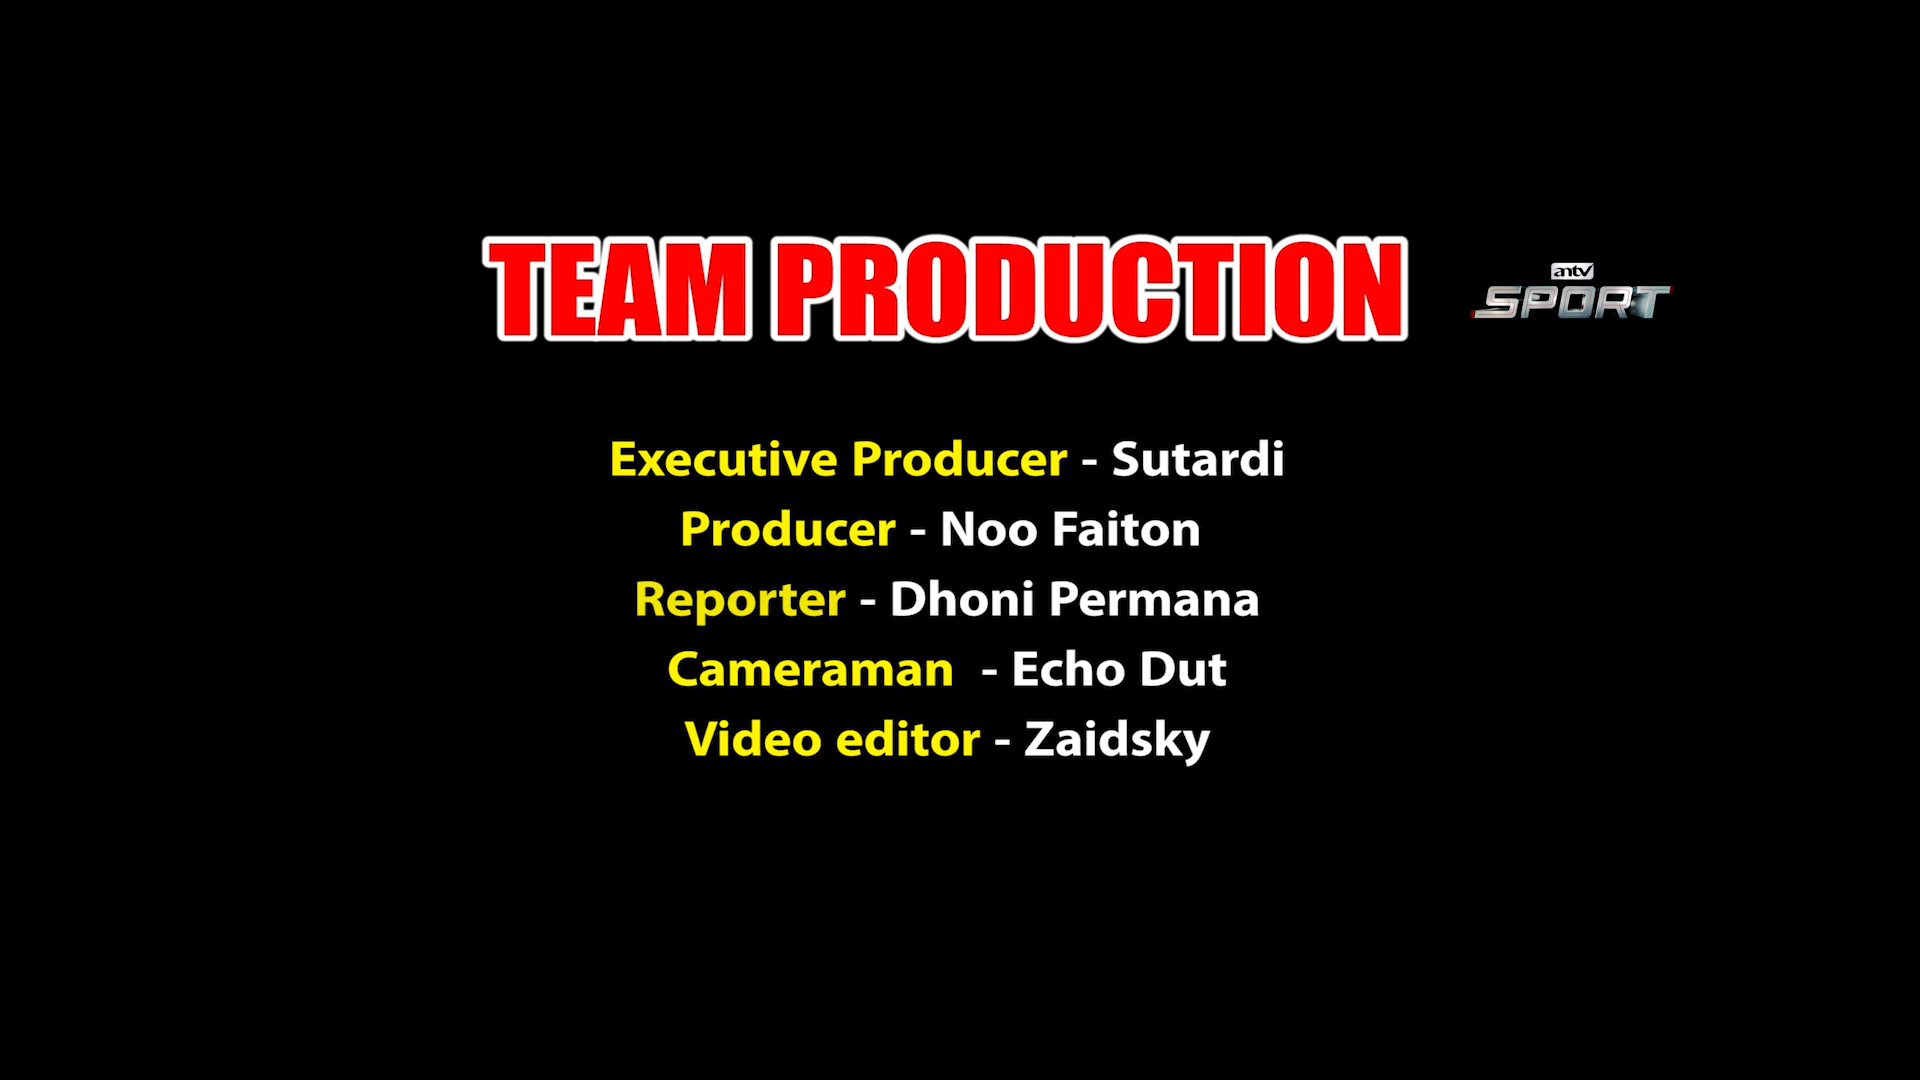 TEAM PRODUCTION
antv
SPORT
Executive Producer - Sutardi
Producer - Noo Faiton
Reporter - Dhoni Permana
Cameraman  - Echo Dut
Video editor - Zaidsky